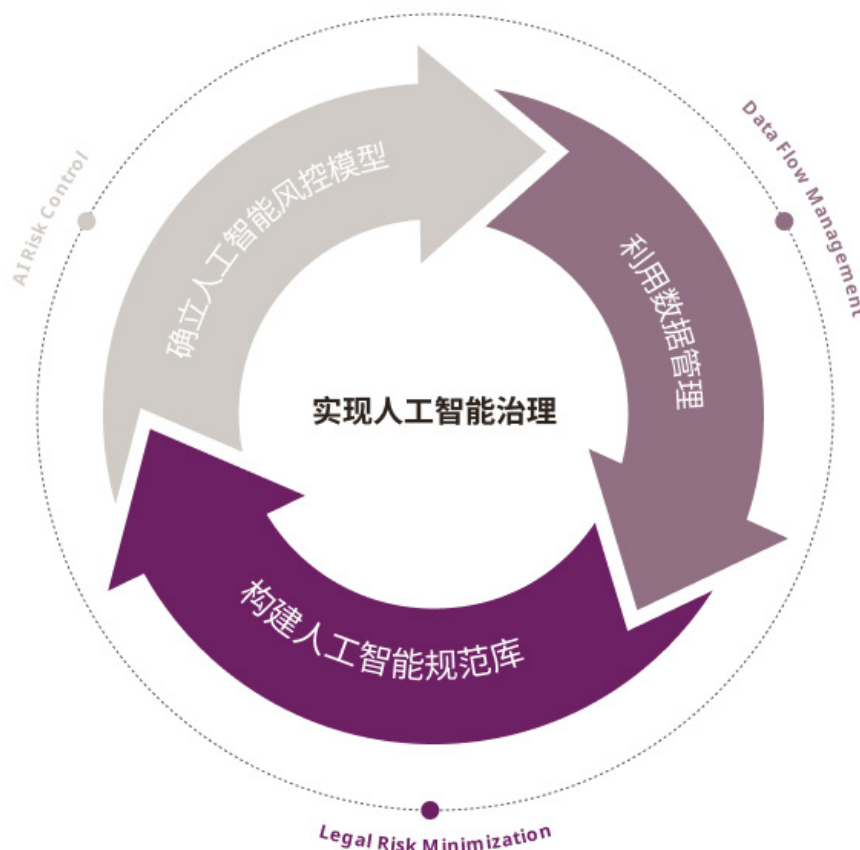 AI Risk Control
确立人工智能风控模型
Data Flow Management
利用数据管理
实现人工智能治理
构建人工智能规范库
Legal Risk Minimization